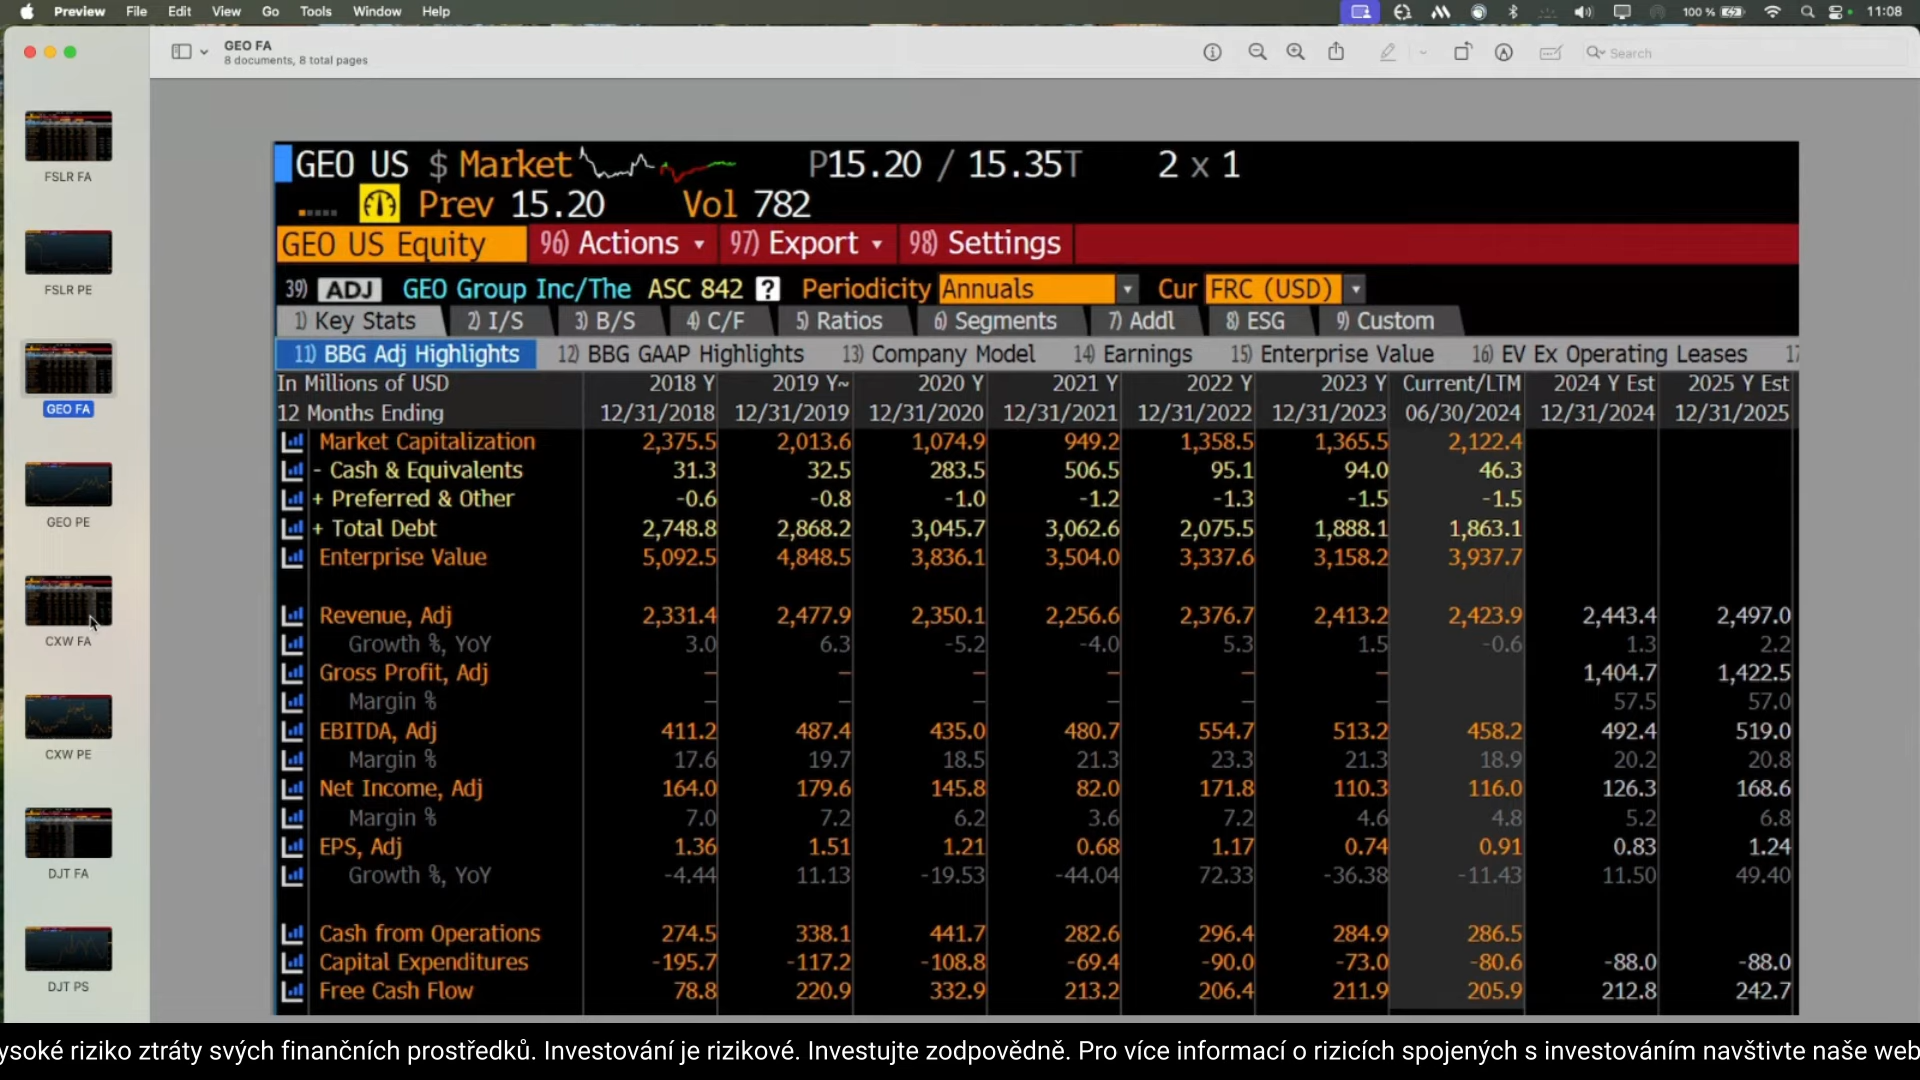 Preview File Edit View Go Tools Window Help 100 % 11:08
GEO FA
8 documents, 8 total pages
Search
FSLR FA
FSLR PE
GEO FA
GEO PE
CXW FA
CXW PE
DJT FA
DJT PS
GEO US $ Market P15.20 / 15.35T 2 x 1
Prev 15.20 Vol 782
GEO US Equity 96) Actions 97) Export 98) Settings
39) ADJ GEO Group Inc/The ASC 842 ? Periodicity Annuals Cur FRC (USD)
1) Key Stats 2) I/S 3) B/S 4) C/F 5) Ratios 6) Segments 7) Addl 8) ESG 9) Custom
11) BBG Adj Highlights 12) BBG GAAP Highlights 13) Company Model 14) Earnings 15) Enterprise Value 16) EV Ex Operating Leases 17
In Millions of USD 2018 Y 2019 Y~ 2020 Y 2021 Y 2022 Y 2023 Y Current/LTM 2024 Y Est 2025 Y Est
12 Months Ending 12/31/2018 12/31/2019 12/31/2020 12/31/2021 12/31/2022 12/31/2023 06/30/2024 12/31/2024 12/31/2025
Market Capitalization 2,375.5 2,013.6 1,074.9 949.2 1,358.5 1,365.5 2,122.4
- Cash & Equivalents 31.3 32.5 283.5 506.5 95.1 94.0 46.3
+ Preferred & Other -0.6 -0.8 -1.0 -1.2 -1.3 -1.5 -1.5
+ Total Debt 2,748.8 2,868.2 3,045.7 3,062.6 2,075.5 1,888.1 1,863.1
Enterprise Value 5,092.5 4,848.5 3,836.1 3,504.0 3,337.6 3,158.2 3,937.7
Revenue, Adj 2,331.4 2,477.9 2,350.1 2,256.6 2,376.7 2,413.2 2,423.9 2,443.4 2,497.0
Growth %, YoY 3.0 6.3 -5.2 -4.0 5.3 1.5 -0.6 1.3 2.2
Gross Profit, Adj – – – – – – 1,404.7 1,422.5
Margin % – – – – – – 57.5 57.0
EBITDA, Adj 411.2 487.4 435.0 480.7 554.7 513.2 458.2 492.4 519.0
Margin % 17.6 19.7 18.5 21.3 23.3 21.3 18.9 20.2 20.8
Net Income, Adj 164.0 179.6 145.8 82.0 171.8 110.3 116.0 126.3 168.6
Margin % 7.0 7.2 6.2 3.6 7.2 4.6 4.8 5.2 6.8
EPS, Adj 1.36 1.51 1.21 0.68 1.17 0.74 0.91 0.83 1.24
Growth %, YoY -4.44 11.13 -19.53 -44.04 72.33 -36.38 -11.43 11.50 49.40
Cash from Operations 274.5 338.1 441.7 282.6 296.4 284.9 286.5
Capital Expenditures -195.7 -117.2 -108.8 -69.4 -90.0 -73.0 -80.6 -88.0 -88.0
Free Cash Flow 78.8 220.9 332.9 213.2 206.4 211.9 205.9 212.8 242.7
ysoké riziko ztráty svých finančních prostředků. Investování je rizikové. Investujte zodpovědně. Pro více informací o rizicích spojených s investováním navštivte naše web